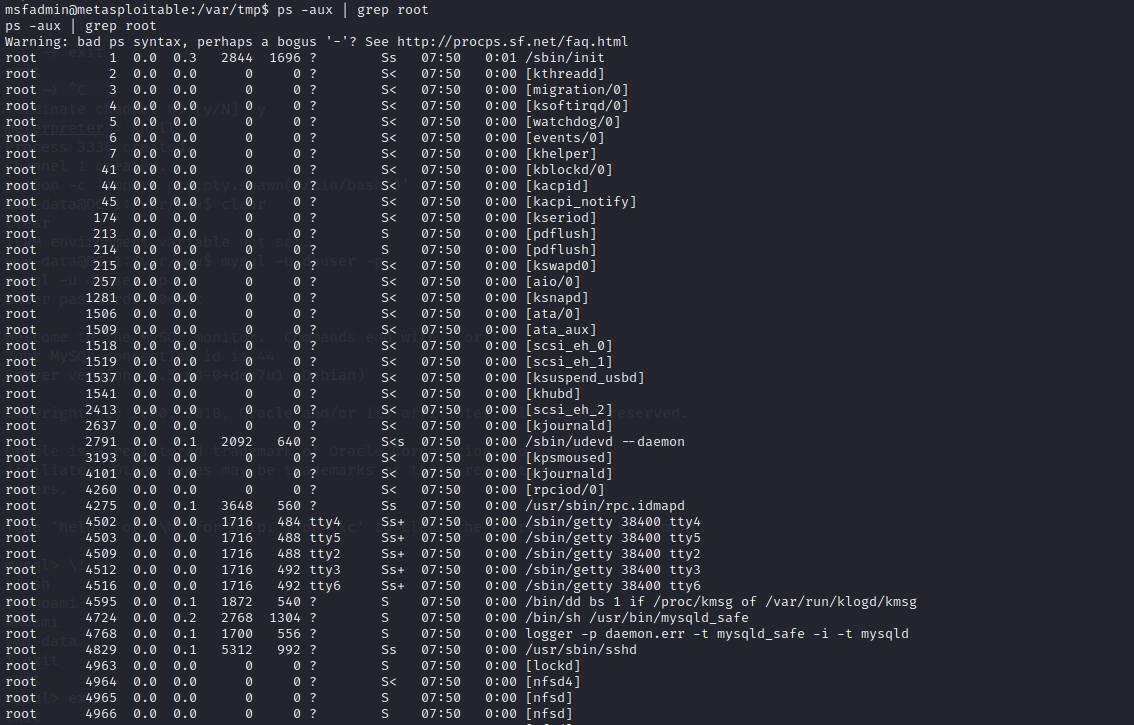 msfadmin@metasploitable:/var/tmp$ ps -aux | grep root
ps -aux | grep root
Warning: bad ps syntax, perhaps a bogus '-'? See http://procps.sf.net/faq.html
root         1  0.0  0.3   2844  1696 ?        Ss   07:50   0:01 /sbin/init
root         2  0.0  0.0      0     0 ?        S<   07:50   0:00 [kthreadd]
root         3  0.0  0.0      0     0 ?        S<   07:50   0:00 [migration/0]
root         4  0.0  0.0      0     0 ?        S<   07:50   0:00 [ksoftirqd/0]
root         5  0.0  0.0      0     0 ?        S<   07:50   0:00 [watchdog/0]
root         6  0.0  0.0      0     0 ?        S<   07:50   0:00 [events/0]
root         7  0.0  0.0      0     0 ?        S<   07:50   0:00 [khelper]
root        41  0.0  0.0      0     0 ?        S<   07:50   0:00 [kblockd/0]
root        44  0.0  0.0      0     0 ?        S<   07:50   0:00 [kacpid]
root        45  0.0  0.0      0     0 ?        S<   07:50   0:00 [kacpi_notify]
root       174  0.0  0.0      0     0 ?        S<   07:50   0:00 [kseriod]
root       213  0.0  0.0      0     0 ?        S    07:50   0:00 [pdflush]
root       214  0.0  0.0      0     0 ?        S    07:50   0:00 [pdflush]
root       215  0.0  0.0      0     0 ?        S<   07:50   0:00 [kswapd0]
root       257  0.0  0.0      0     0 ?        S<   07:50   0:00 [aio/0]
root      1281  0.0  0.0      0     0 ?        S<   07:50   0:00 [ksnapd]
root      1506  0.0  0.0      0     0 ?        S<   07:50   0:00 [ata/0]
root      1509  0.0  0.0      0     0 ?        S<   07:50   0:00 [ata_aux]
root      1518  0.0  0.0      0     0 ?        S<   07:50   0:00 [scsi_eh_0]
root      1519  0.0  0.0      0     0 ?        S<   07:50   0:00 [scsi_eh_1]
root      1537  0.0  0.0      0     0 ?        S<   07:50   0:00 [ksuspend_usbd]
root      1541  0.0  0.0      0     0 ?        S<   07:50   0:00 [khubd]
root      2413  0.0  0.0      0     0 ?        S<   07:50   0:00 [scsi_eh_2]
root      2637  0.0  0.0      0     0 ?        S<   07:50   0:00 [kjournald]
root      2791  0.0  0.1   2092   640 ?        S<s  07:50   0:00 /sbin/udevd --daemon
root      3193  0.0  0.0      0     0 ?        S<   07:50   0:00 [kpsmoused]
root      4101  0.0  0.0      0     0 ?        S<   07:50   0:00 [kjournald]
root      4260  0.0  0.0      0     0 ?        S<   07:50   0:00 [rpciod/0]
root      4275  0.0  0.1   3648   560 ?        Ss   07:50   0:00 /usr/sbin/rpc.idmapd
root      4502  0.0  0.0   1716   484 tty4     Ss+  07:50   0:00 /sbin/getty 38400 tty4
root      4503  0.0  0.0   1716   488 tty5     Ss+  07:50   0:00 /sbin/getty 38400 tty5
root      4509  0.0  0.0   1716   488 tty2     Ss+  07:50   0:00 /sbin/getty 38400 tty2
root      4512  0.0  0.0   1716   492 tty3     Ss+  07:50   0:00 /sbin/getty 38400 tty3
root      4516  0.0  0.0   1716   492 tty6     Ss+  07:50   0:00 /sbin/getty 38400 tty6
root      4595  0.0  0.1   1872   540 ?        S    07:50   0:00 /bin/dd bs 1 if /proc/kmsg of /var/run/klogd/kmsg
root      4724  0.0  0.2   2768  1304 ?        S    07:50   0:00 /bin/sh /usr/bin/mysqld_safe
root      4768  0.0  0.1   1700   556 ?        S    07:50   0:00 logger -p daemon.err -t mysqld_safe -i -t mysqld
root      4829  0.0  0.1   5312   992 ?        Ss   07:50   0:00 /usr/sbin/sshd
root      4963  0.0  0.0      0     0 ?        S    07:50   0:00 [lockd]
root      4964  0.0  0.0      0     0 ?        S<   07:50   0:00 [nfsd4]
root      4965  0.0  0.0      0     0 ?        S    07:50   0:00 [nfsd]
root      4966  0.0  0.0      0     0 ?        S    07:50   0:00 [nfsd]